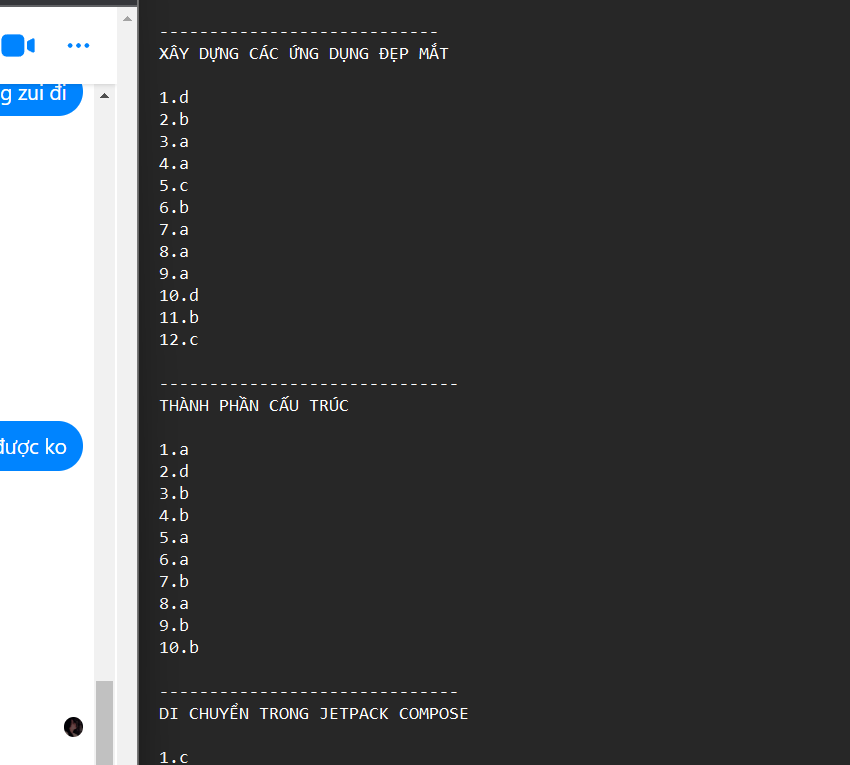 g zui đi
được ko
----------------------------
XÂY DỰNG CÁC ỨNG DỤNG ĐẸP MẮT
1.d
2.b
3.a
4.a
5.c
6.b
7.a
8.a
9.a
10.d
11.b
12.c
------------------------------
THÀNH PHẦN CẤU TRÚC
1.a
2.d
3.b
4.b
5.a
6.a
7.b
8.a
9.b
10.b
------------------------------
DI CHUYỂN TRONG JETPACK COMPOSE
1.c